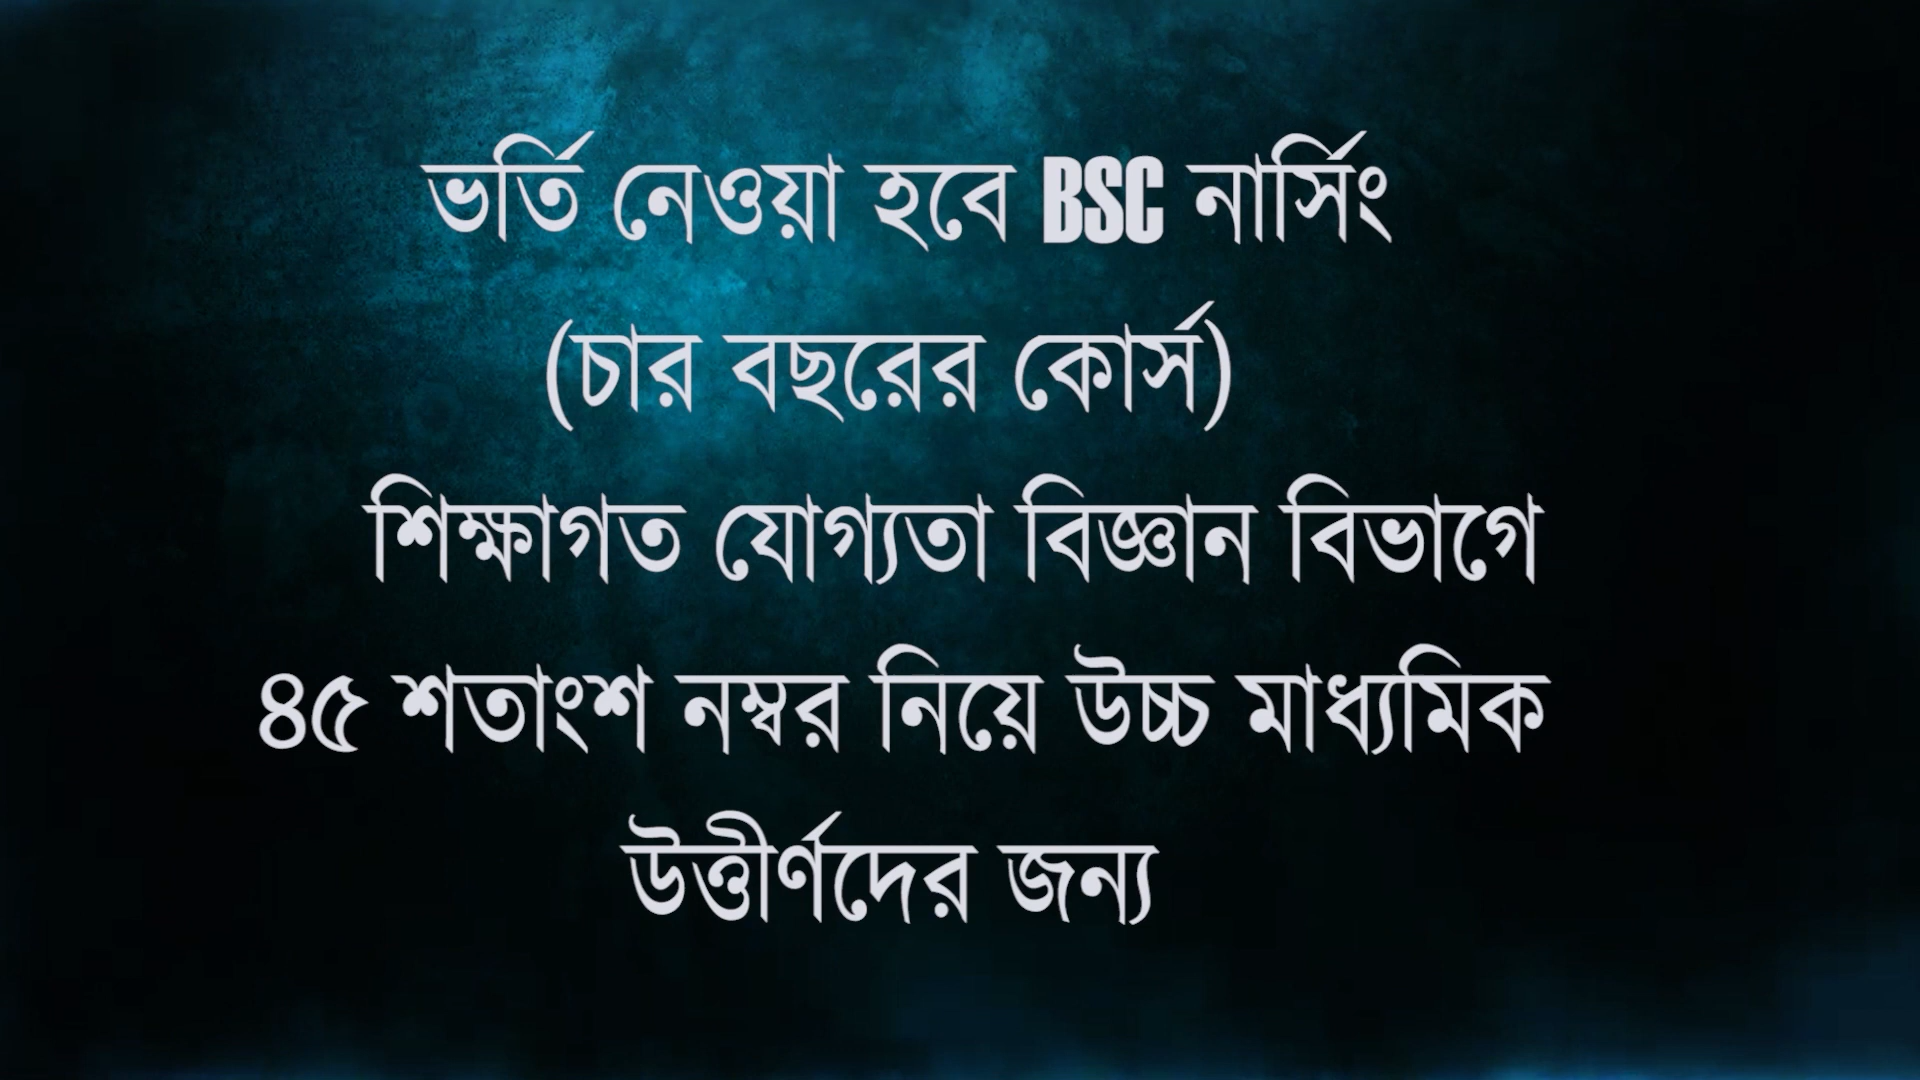 ভর্তি নেওয়া হবে BSC নার্সিং
(চার বছরের কোর্স)
শিক্ষাগত যোগ্যতা বিজ্ঞান বিভাগে
৪৫ শতাংশ নম্বর নিয়ে উচ্চ মাধ্যমিক
উত্তীর্ণদের জন্য